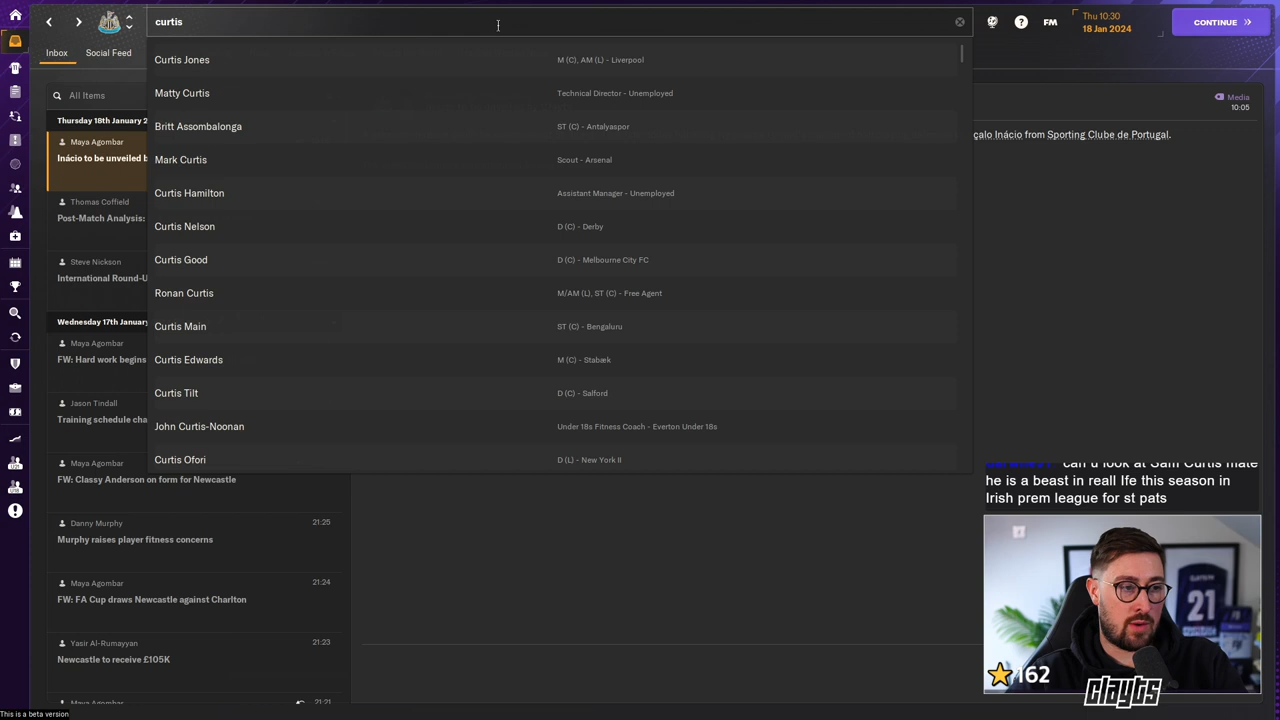 curtis
FM
Thu 10:30
18 Jan 2024
CONTINUE
Inbox
Social Feed
All Items
Thursday 18th January 2
Maya Agombar
Inácio to be unveiled b
Thomas Coffield
Post-Match Analysis:
Steve Nickson
International Round-U
Wednesday 17th January
Maya Agombar
FW: Hard work begins
Jason Tindall
Training schedule cha
Maya Agombar
FW: Classy Anderson on form for Newcastle
Danny Murphy
21:25
Murphy raises player fitness concerns
Maya Agombar
21:24
FW: FA Cup draws Newcastle against Charlton
Yasir Al-Rumayyan
21:23
Newcastle to receive £105K
Maya Agombar
21:21
Curtis Jones
M (C), AM (L) - Liverpool
Matty Curtis
Technical Director - Unemployed
Britt Assombalonga
ST (C) - Antalyaspor
Mark Curtis
Scout - Arsenal
Curtis Hamilton
Assistant Manager - Unemployed
Curtis Nelson
D (C) - Derby
Curtis Good
D (C) - Melbourne City FC
Ronan Curtis
M/AM (L), ST (C) - Free Agent
Curtis Main
ST (C) - Bengaluru
Curtis Edwards
M (C) - Stabæk
Curtis Tilt
D (C) - Salford
John Curtis-Noonan
Under 18s Fitness Coach - Everton Under 18s
Curtis Ofori
D (L) - New York II
Media
10:05
çalo Inácio from Sporting Clube de Portugal.
can u look at Sam Curtis mate
he is a beast in reall lfe this season in
Irish prem league for st pats
21
162
clayts
This is a beta version